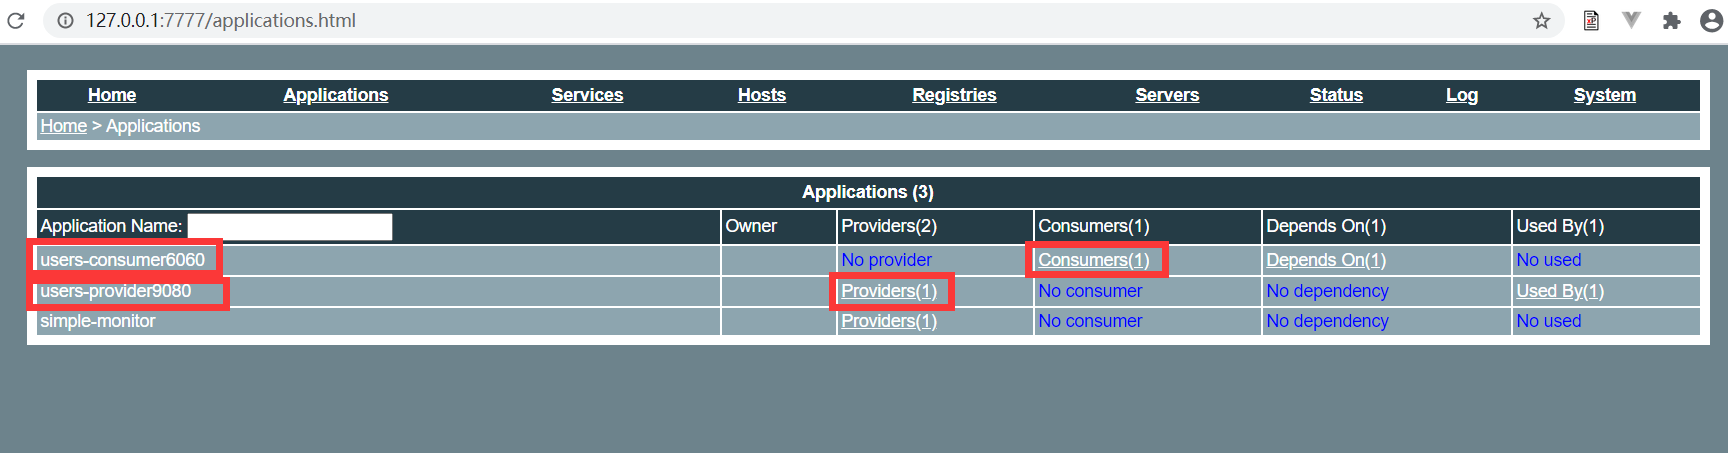 127.0.0.1:7777/applications.html
Home Applications Services Hosts Registries Servers Status Log System
Home > Applications
Applications (3)
Application Name: Owner Providers(2) Consumers(1) Depends On(1) Used By(1)
users-consumer6060 No provider Consumers(1) Depends On(1) No used
users-provider9080 Providers(1) No consumer No dependency Used By(1)
simple-monitor Providers(1) No consumer No dependency No used